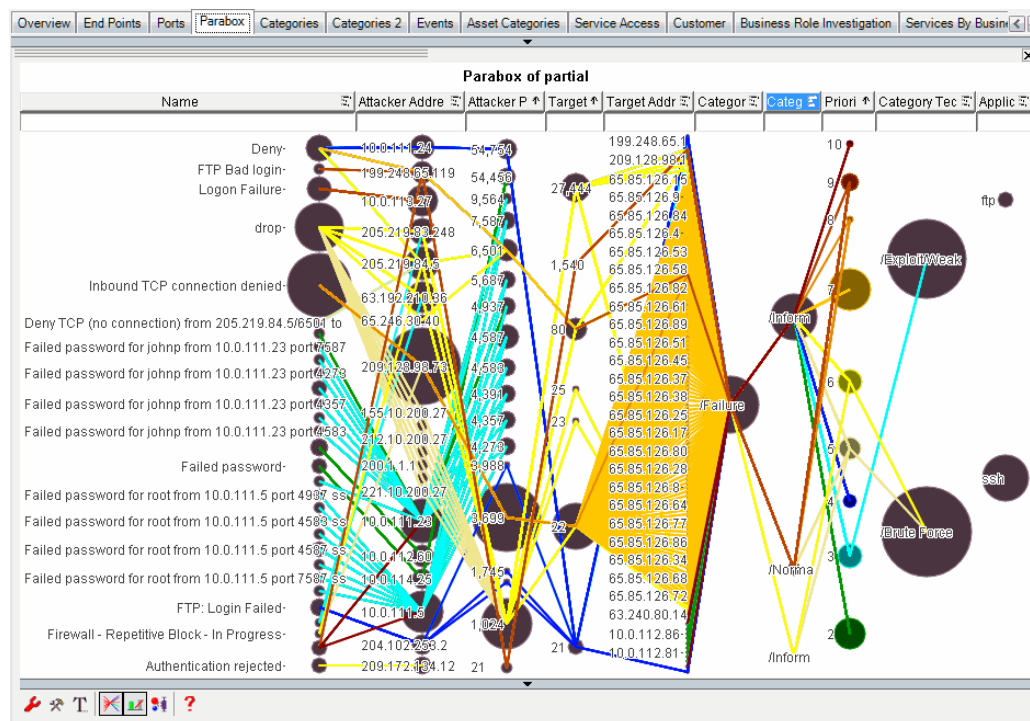 Overview End Points Ports Parabox Categories Categories 2 Events Asset Categories Service Access Customer Business Role Investigation Services By Busin
Parabox of partial
Name Attacker Addre Attacker P Target Target Addr Categor Categ Priori Category Tec Applic
Deny
FTP Bad login
Logon Failure
drop
Inbound TCP connection denied
Deny TCP (no connection) from 205.219.84.5/6501 to
Failed password for johnp from 10.0.111.23 port 7587
Failed password for johnp from 10.0.111.23 port 4273
Failed password for johnp from 10.0.111.23 port 4357
Failed password for johnp from 10.0.111.23 port 4583
Failed password
Failed password for root from 10.0.111.5 port 4937 ss
Failed password for root from 10.0.111.5 port 4583 ss
Failed password for root from 10.0.111.5 port 4587 ss
Failed password for root from 10.0.111.5 port 7587 ss
FTP: Login Failed
Firewall - Repetitive Block - In Progress
Authentication rejected
10.0.111.24
199.248.65.119
10.0.113.27
205.219.83.248
205.219.84.5
63.192.210.36
65.246.30.40
209.128.98.73
155.10.200.27
212.10.200.27
200.1.1.1
221.10.200.27
10.0.111.23
10.0.112.60
10.0.114.25
10.0.111.5
204.102.253.2
209.172.134.12
54,754
54,456
9,564
7,587
6,501
5,687
4,937
4,587
4,583
4,391
4,357
4,273
3,988
3,699
1,745
1,024
21
27,444
1,540
80
25
23
22
21
199.248.65.1
209.128.98.1
65.85.126.15
65.85.126.9
65.85.126.84
65.85.126.4
65.85.126.53
65.85.126.58
65.85.126.82
65.85.126.61
65.85.126.89
65.85.126.51
65.85.126.45
65.85.126.37
65.85.126.38
65.85.126.25
65.85.126.17
65.85.126.80
65.85.126.28
65.85.126.8
65.85.126.64
65.85.126.77
65.85.126.86
65.85.126.34
65.85.126.68
65.85.126.72
63.240.80.14
10.0.112.86
10.0.112.81
/Failure
/Inform
/Norma
/Inform
10
9
8
7
6
5
4
3
2
/Exploit/Weak
/Brute Force
ftp
ssh
T
?